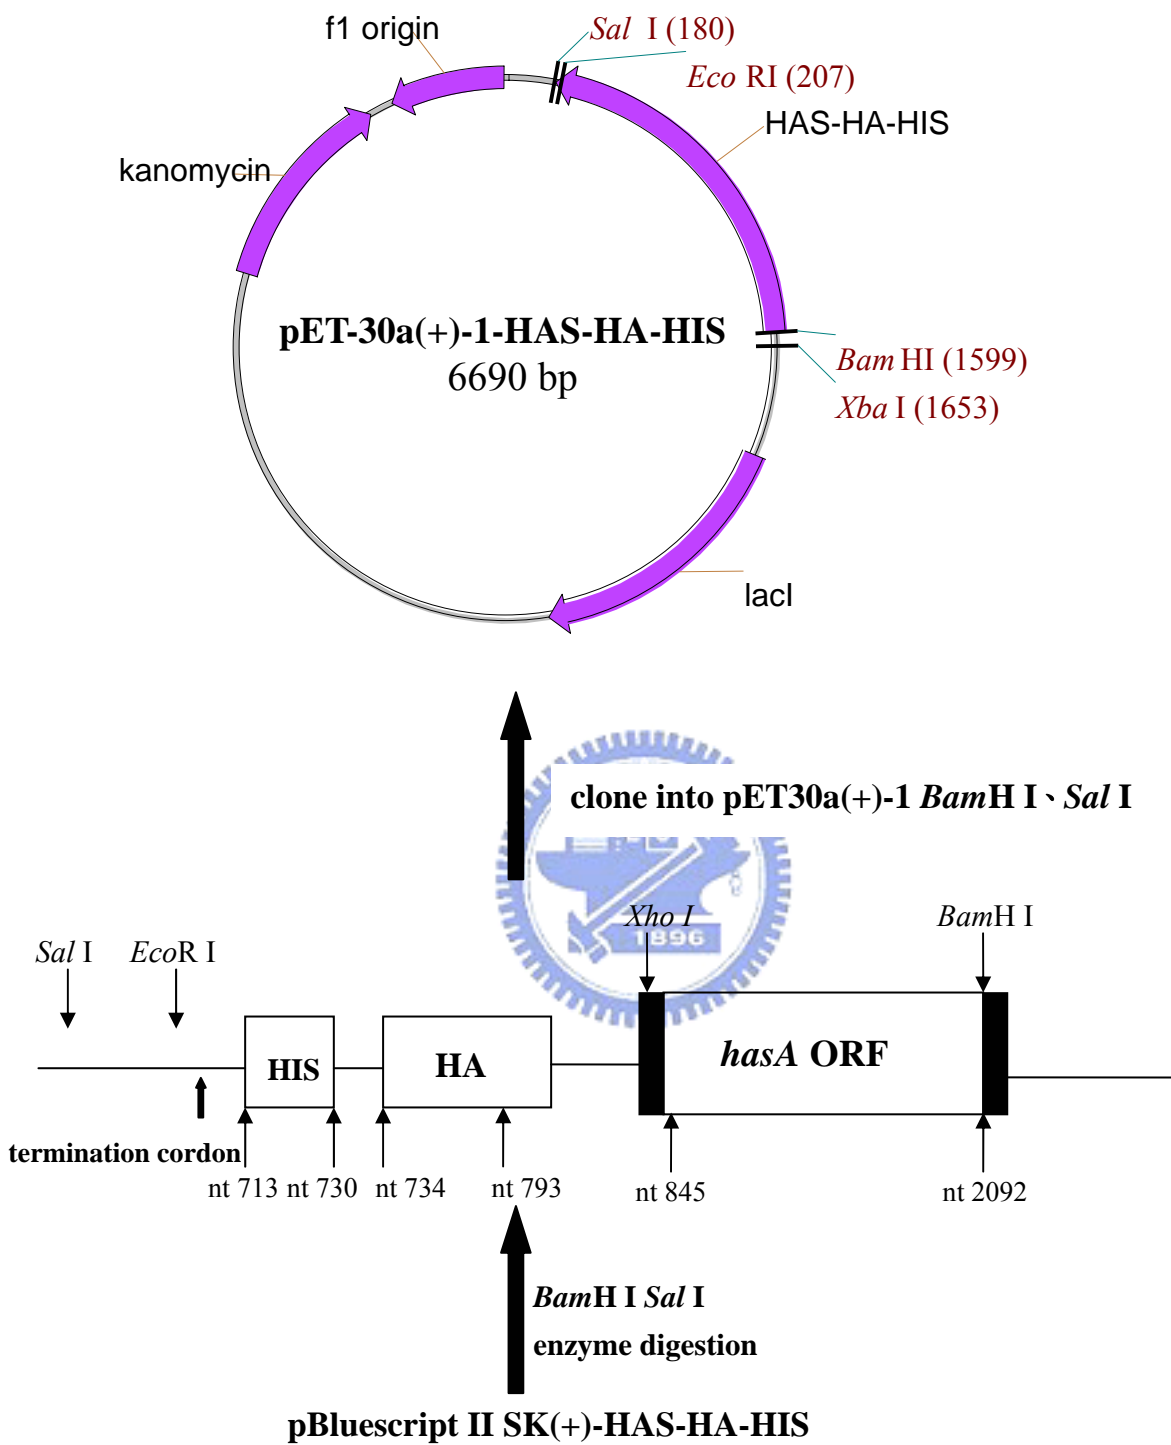 f1 origin
Sal I (180)
Eco RI (207)
HAS-HA-HIS
kanomycin
pET-30a(+)-1-HAS-HA-HIS
6690 bp
Bam HI (1599)
Xba I (1653)
lacI
clone into pET30a(+)-1 BamH I、Sal I
1896
Sal I
EcoR I
Xho I
BamH I
HIS
HA
hasA ORF
termination cordon
nt 713
nt 730
nt 734
nt 793
nt 845
nt 2092
BamH I Sal I
enzyme digestion
pBluescript II SK(+)-HAS-HA-HIS